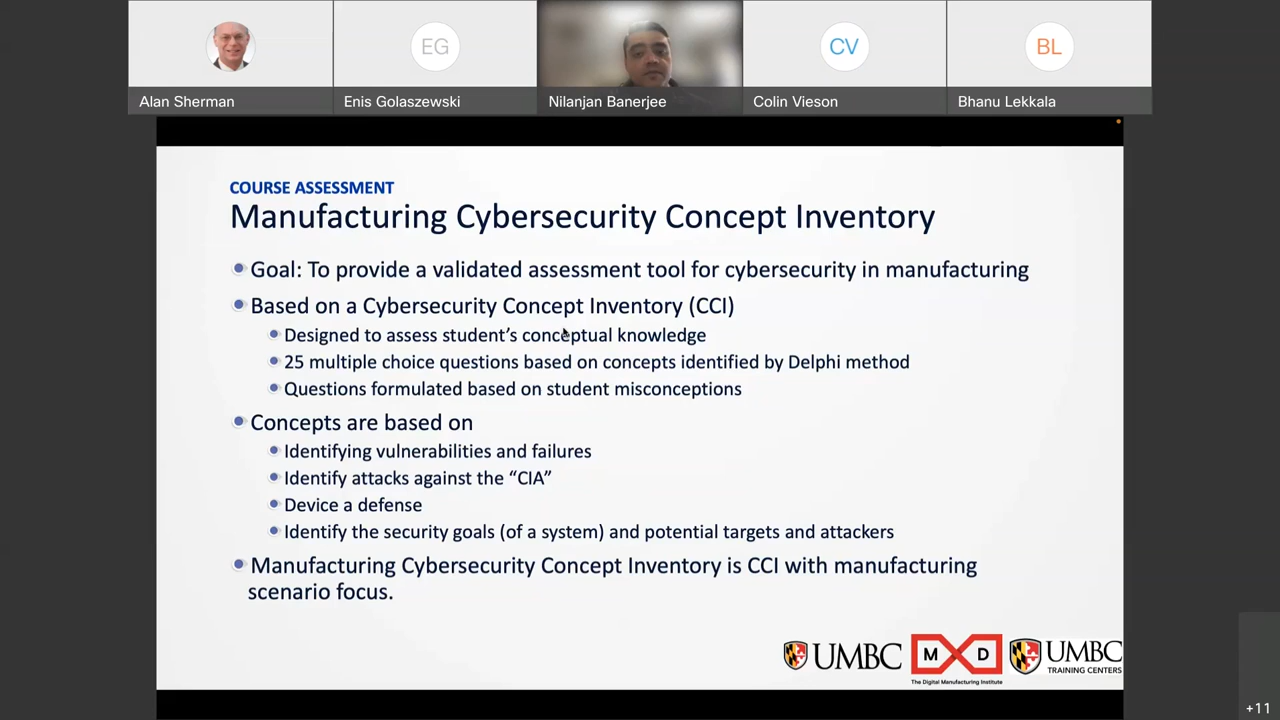 EG
CV
BL
Alan Sherman
Enis Golaszewski
Nilanjan Banerjee
Colin Vieson
Bhanu Lekkala
COURSE ASSESSMENT
Manufacturing Cybersecurity Concept Inventory
Goal: To provide a validated assessment tool for cybersecurity in manufacturing
Based on a Cybersecurity Concept Inventory (CCI)
Designed to assess student’s conceptual knowledge
25 multiple choice questions based on concepts identified by Delphi method
Questions formulated based on student misconceptions
Concepts are based on
Identifying vulnerabilities and failures
Identify attacks against the “CIA”
Device a defense
Identify the security goals (of a system) and potential targets and attackers
Manufacturing Cybersecurity Concept Inventory is CCI with manufacturing
scenario focus.
UMBC
M D
The Digital Manufacturing Institute
UMBC
TRAINING CENTERS
+11